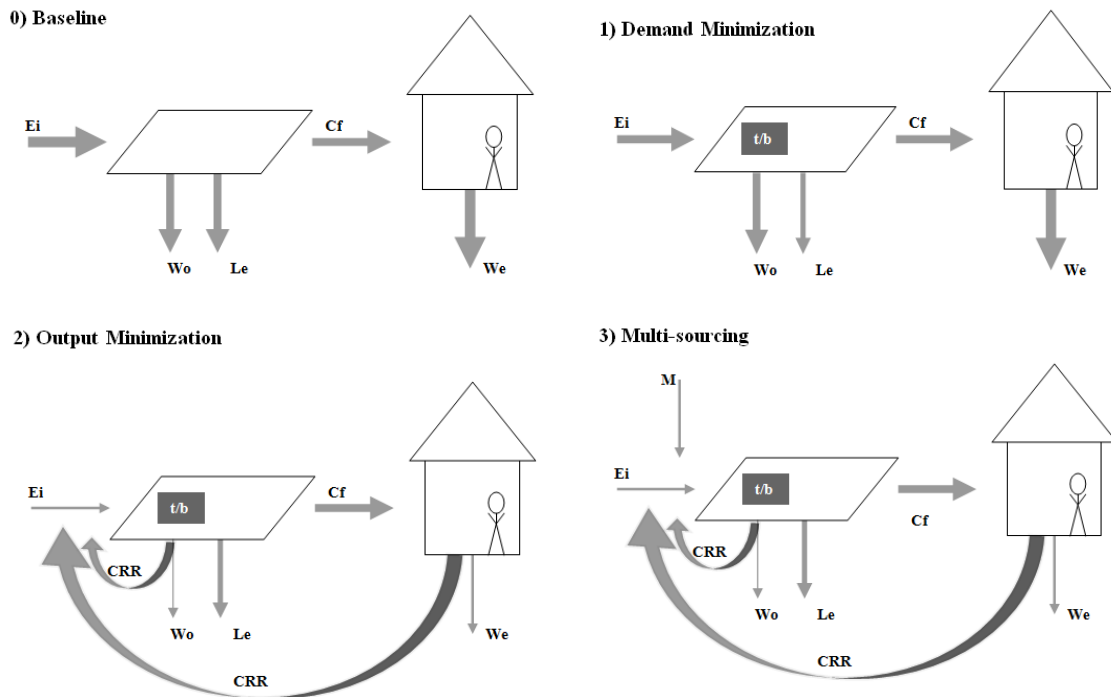 0) Baseline
Ei
Cf
Wo
Le
We
1) Demand Minimization
Ei
t/b
Cf
Wo
Le
We
2) Output Minimization
Ei
t/b
Cf
CRR
Wo
Le
We
CRR
3) Multi-sourcing
M
Ei
t/b
Cf
CRR
Wo
Le
We
CRR